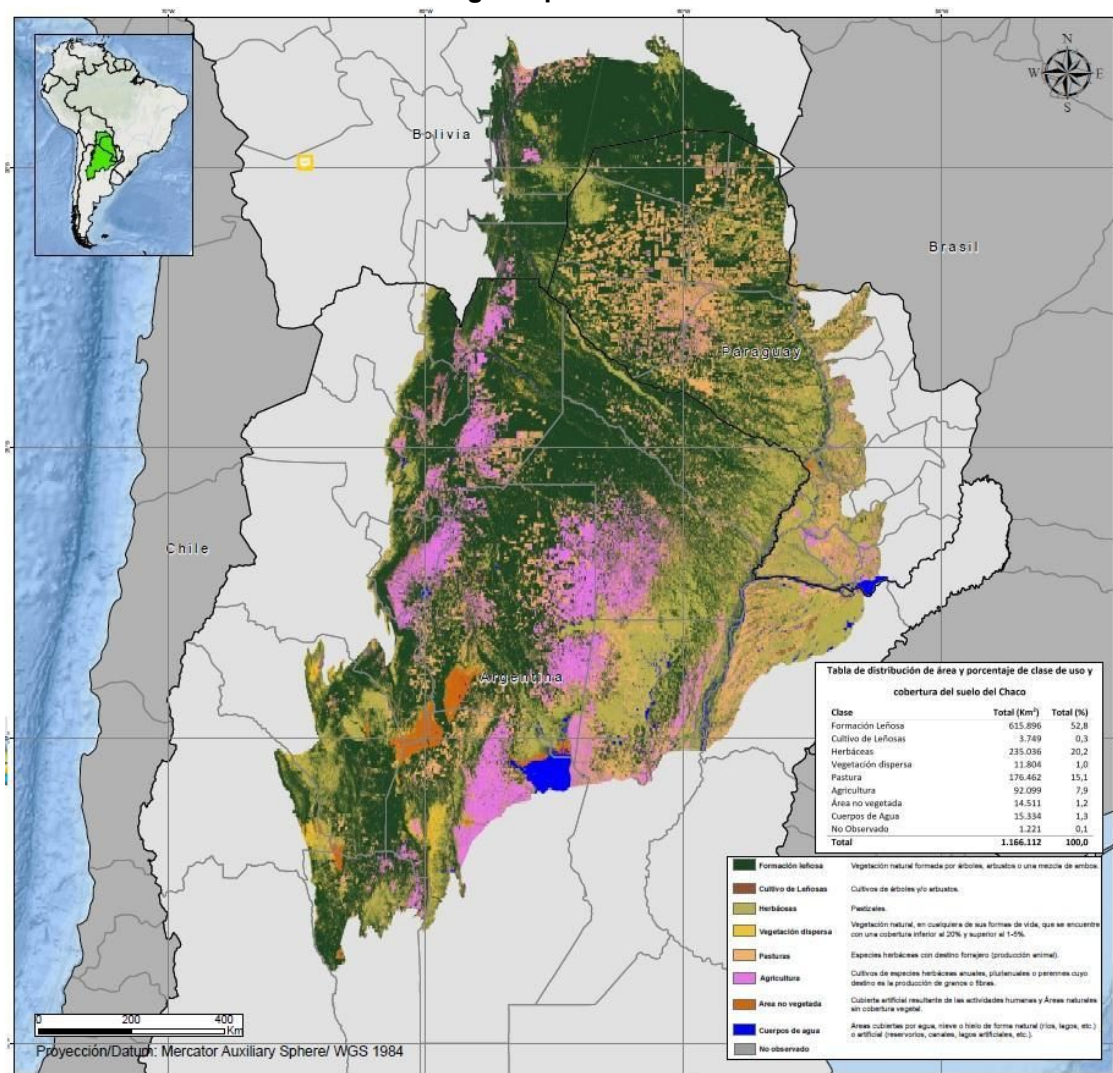 N
W E
S
Bolivia
Brasil
Paraguay
Chile
Argentina
Tabla de distribución de área y porcentaje de clase de uso y
cobertura del suelo del Chaco
Clase Total (Km²) Total (%)
Formación Leñosa 615.896 52,8
Cultivo de Leñosas 3.749 0,3
Herbáceas 235.036 20,2
Vegetación dispersa 11.804 1,0
Pastura 176.462 15,1
Agricultura 92.099 7,9
Área no vegetada 14.511 1,2
Cuerpos de Agua 15.334 1,3
No Observado 1.221 0,1
Total 1.166.112 100,0
Formación leñosa Vegetación natural formada por árboles, arbustos o una mezcla de ambos.
Cultivo de Leñosas Cultivos de árboles y/o arbustos.
Herbáceas Pastizales.
Vegetación dispersa Vegetación natural, en cualquiera de sus formas de vida, que se encuentre
con una cobertura inferior al 20% y superior al 1-5%.
Pasturas Especies herbáceas con destino forrajero (producción animal).
Agricultura Cultivos de especies herbáceas anuales, pluriianuales o perennes cuyo
destino es la producción de granos o fibras.
Area no vegetada Cubierta artificial resultante de las actividades humanas y Áreas naturales
sin cobertura vegetal.
Cuerpos de agua Areas cubiertas por agua, nieve o hielo de forma natural (ríos, lagos, etc.)
o artificial (reservorios, canales, lagos artificiales, etc.).
No observado
0 200 400
Km
Proyección/Datum: Mercator Auxiliary Sphere/ WGS 1984